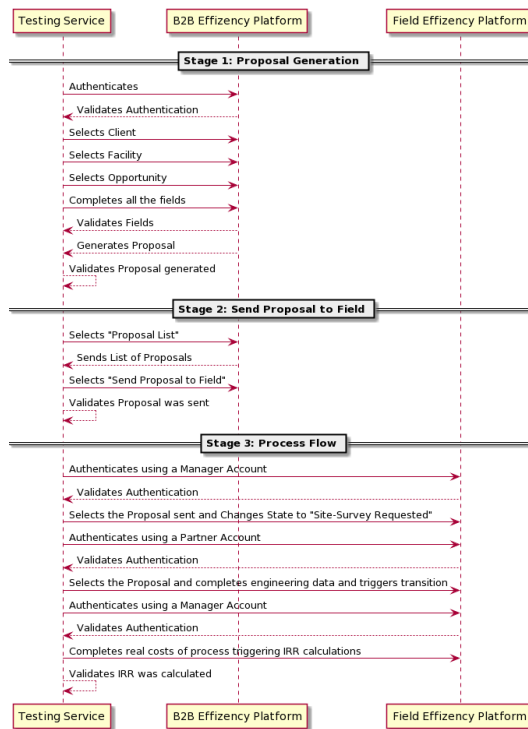 Testing Service B2B Effizency Platform Field Effizency Platform
Stage 1: Proposal Generation
Authenticates
Validates Authentication
Selects Client
Selects Facility
Selects Opportunity
Completes all the fields
Validates Fields
Generates Proposal
Validates Proposal generated
Stage 2: Send Proposal to Field
Selects "Proposal List"
Sends List of Proposals
Selects "Send Proposal to Field"
Validates Proposal was sent
Stage 3: Process Flow
Authenticates using a Manager Account
Validates Authentication
Selects the Proposal sent and Changes State to "Site-Survey Requested"
Authenticates using a Partner Account
Validates Authentication
Selects the Proposal and completes engineering data and triggers transition
Authenticates using a Manager Account
Validates Authentication
Completes real costs of process triggering IRR calculations
Validates IRR was calculated
Testing Service B2B Effizency Platform Field Effizency Platform